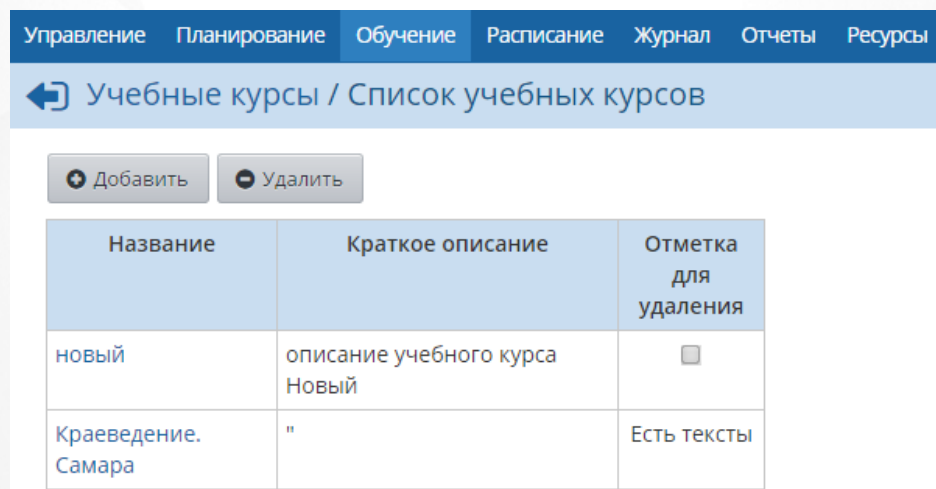 Управление Планирование Обучение Расписание Журнал Отчеты Ресурсы
Учебные курсы / Список учебных курсов
Добавить Удалить
Название Краткое описание Отметка
для
удаления
новый описание учебного курса
Новый
Краеведение. " Есть тексты
Самара